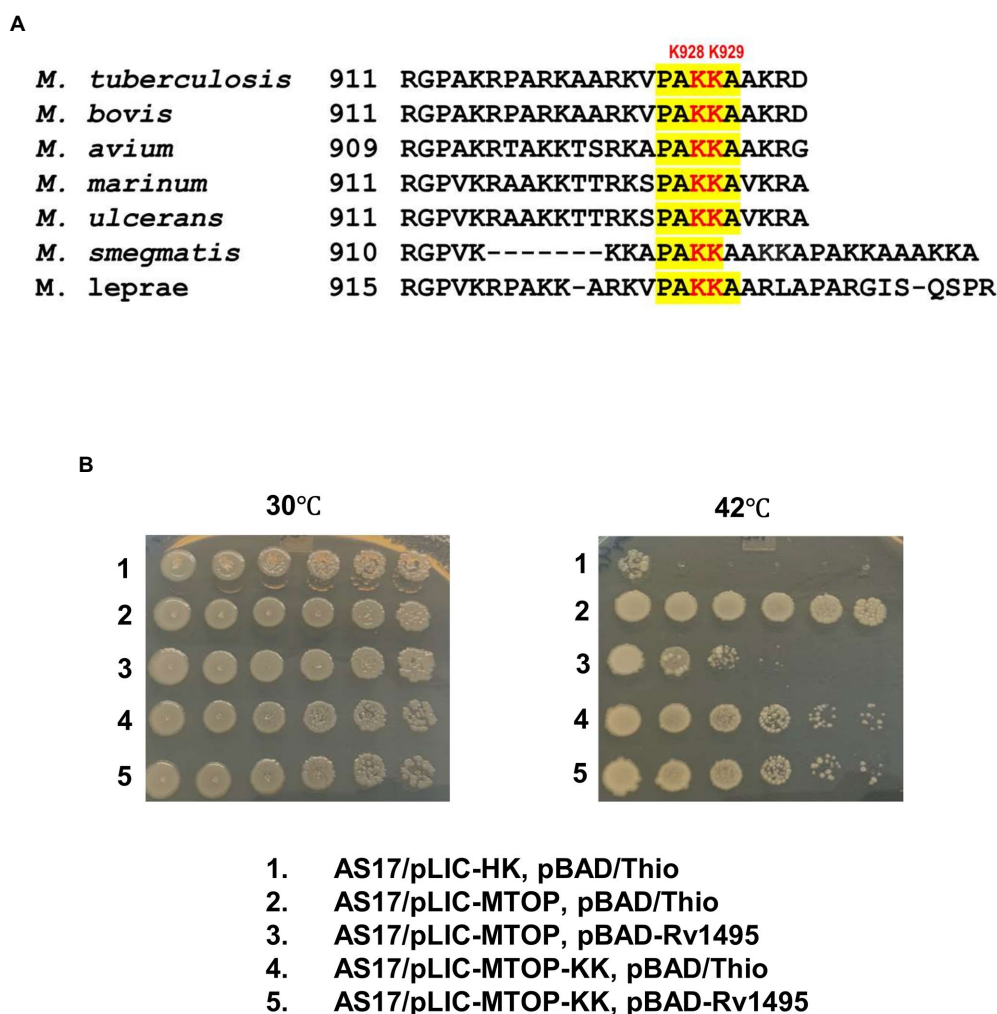 A
K928 K929
M. tuberculosis 911 RGPAKRPARKAARKVPAKKAAKRD
M. bovis 911 RGPAKRPARKAARKVPAKKAAKRD
M. avium 909 RGPAKRTAKKTSRKAPAKKAAKRG
M. marinum 911 RGPVKRAAKKTTRKSPAKKAVKRA
M. ulcerans 911 RGPVKRAAKKTTRKSPAKKAVKRA
M. smegmatis 910 RGPVK-------KKAPAKKAAKKAPAKKAAAKKA
M. leprae 915 RGPVKRPAKK-ARKVPAKKAARLAPARGIS-QSPR
B
30℃ 42℃
1 1
2 2
3 3
4 4
5 5
1. AS17/pLIC-HK, pBAD/Thio
2. AS17/pLIC-MTOP, pBAD/Thio
3. AS17/pLIC-MTOP, pBAD-Rv1495
4. AS17/pLIC-MTOP-KK, pBAD/Thio
5. AS17/pLIC-MTOP-KK, pBAD-Rv1495